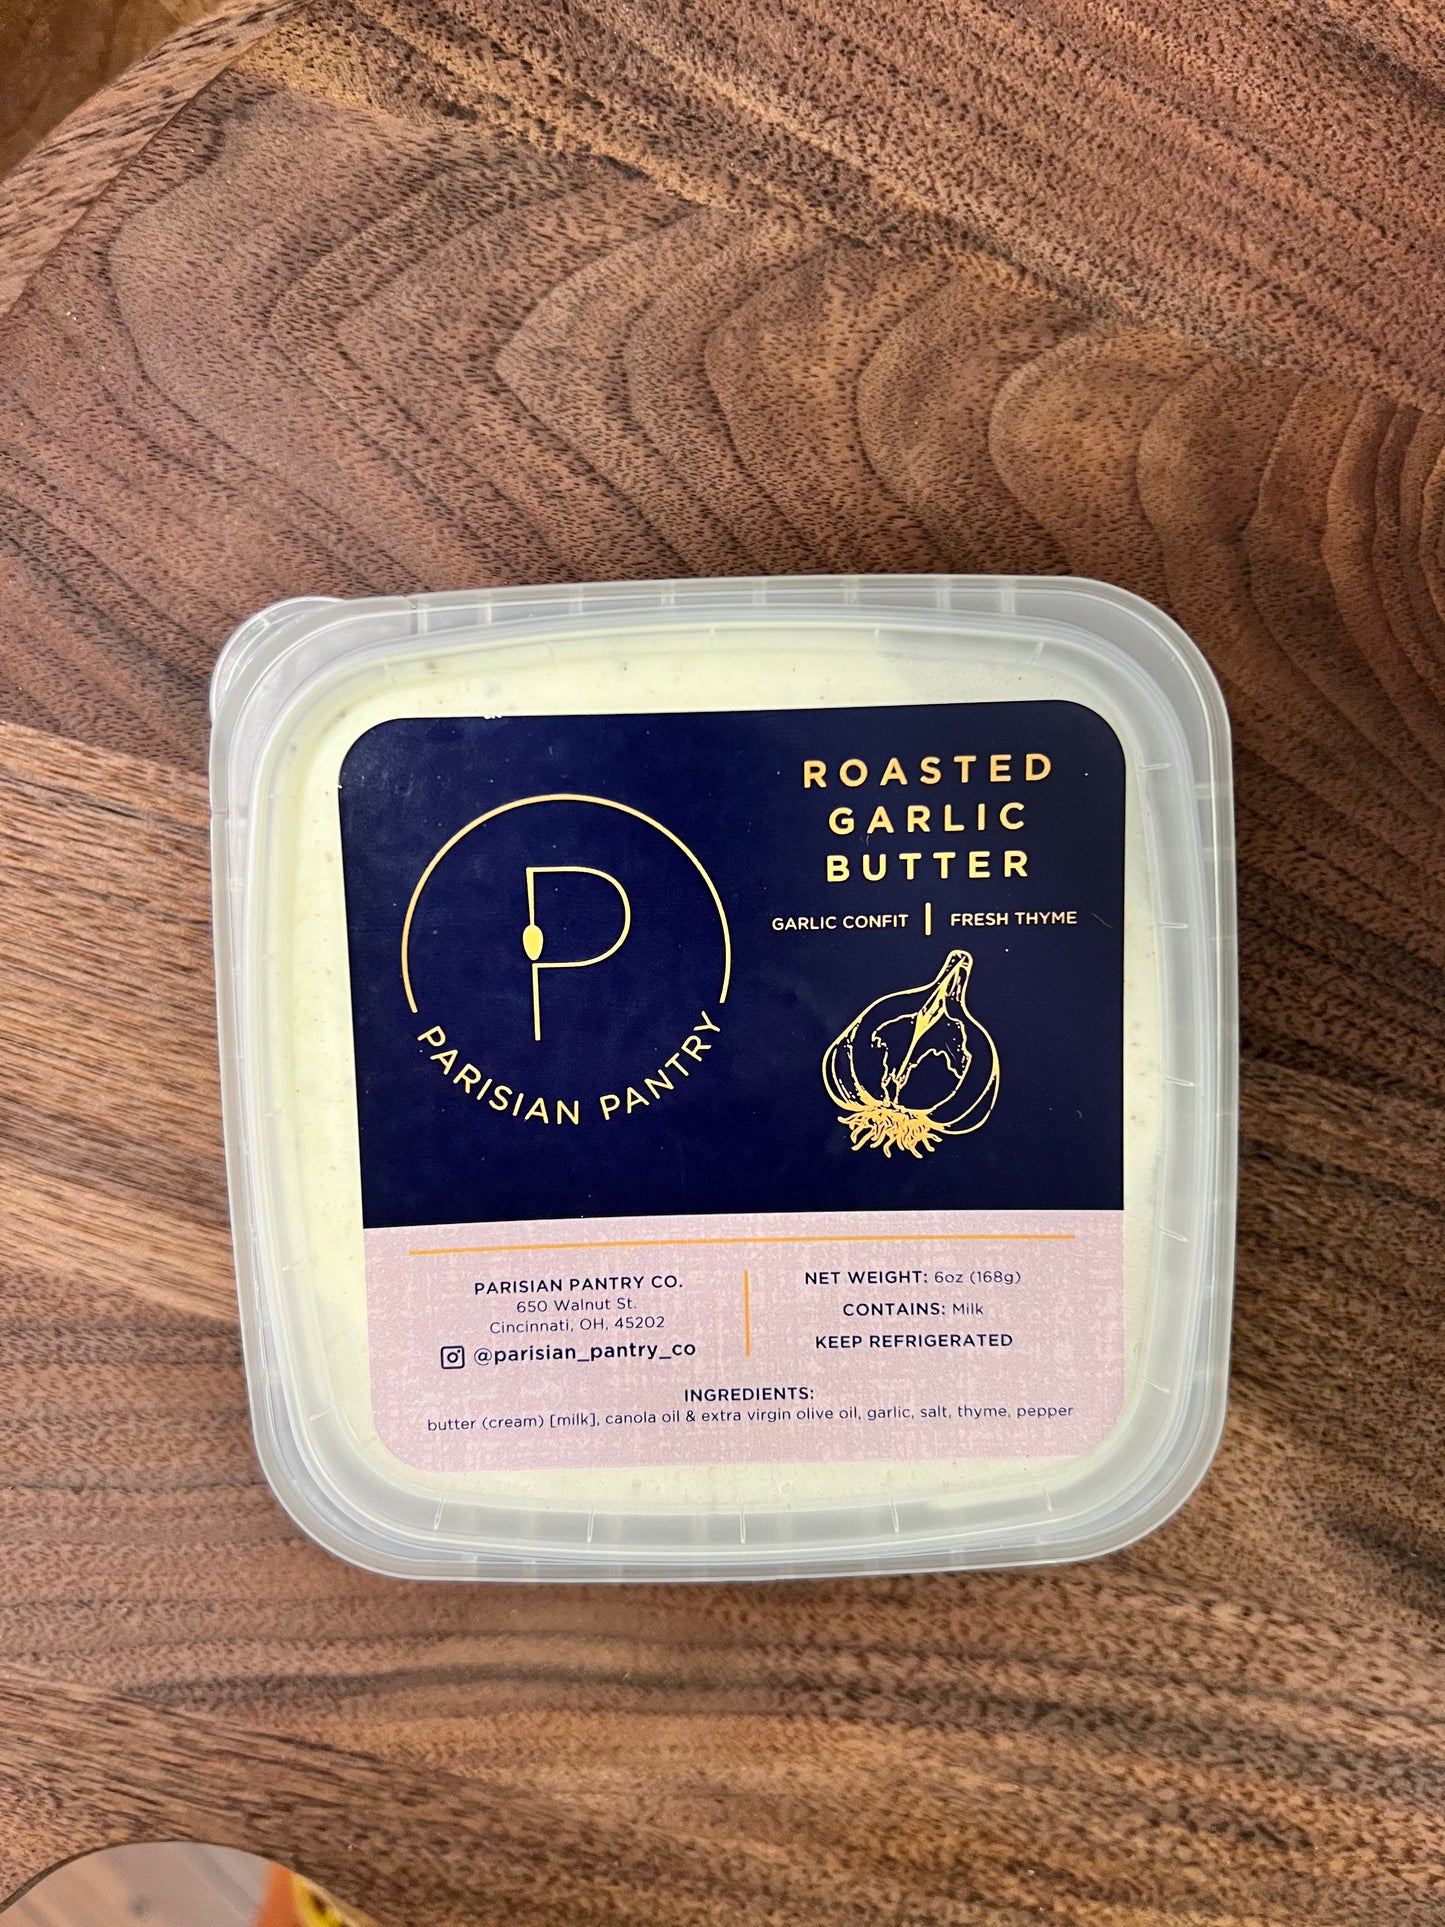 P
PARISIAN PANTRY
ROASTED
GARLIC
BUTTER
GARLIC CONFIT | FRESH THYME
PARISIAN PANTRY CO.
650 Walnut St.
Cincinnati, OH, 45202
@parisian_pantry_co
NET WEIGHT: 6oz (168g)
CONTAINS: Milk
KEEP REFRIGERATED
INGREDIENTS:
butter (cream) [milk], canola oil & extra virgin olive oil, garlic, salt, thyme, pepper